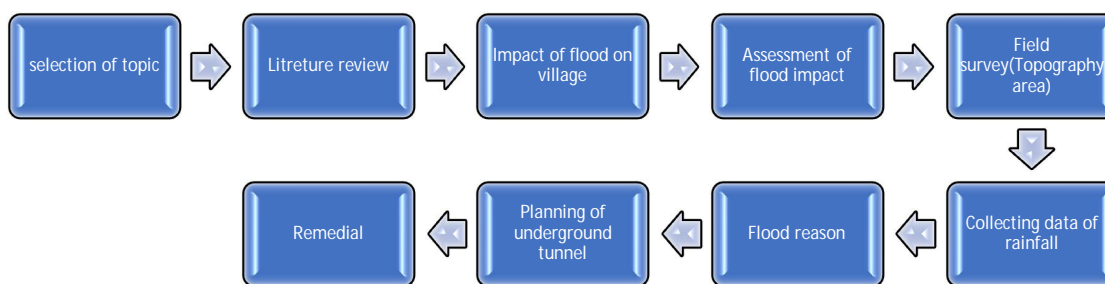 selection of topic
Litreture review
Impact of flood on
village
Assessment of
flood impact
Field
survey(Topography
area)
Collecting data of
rainfall
Flood reason
Planning of
underground
tunnel
Remedial